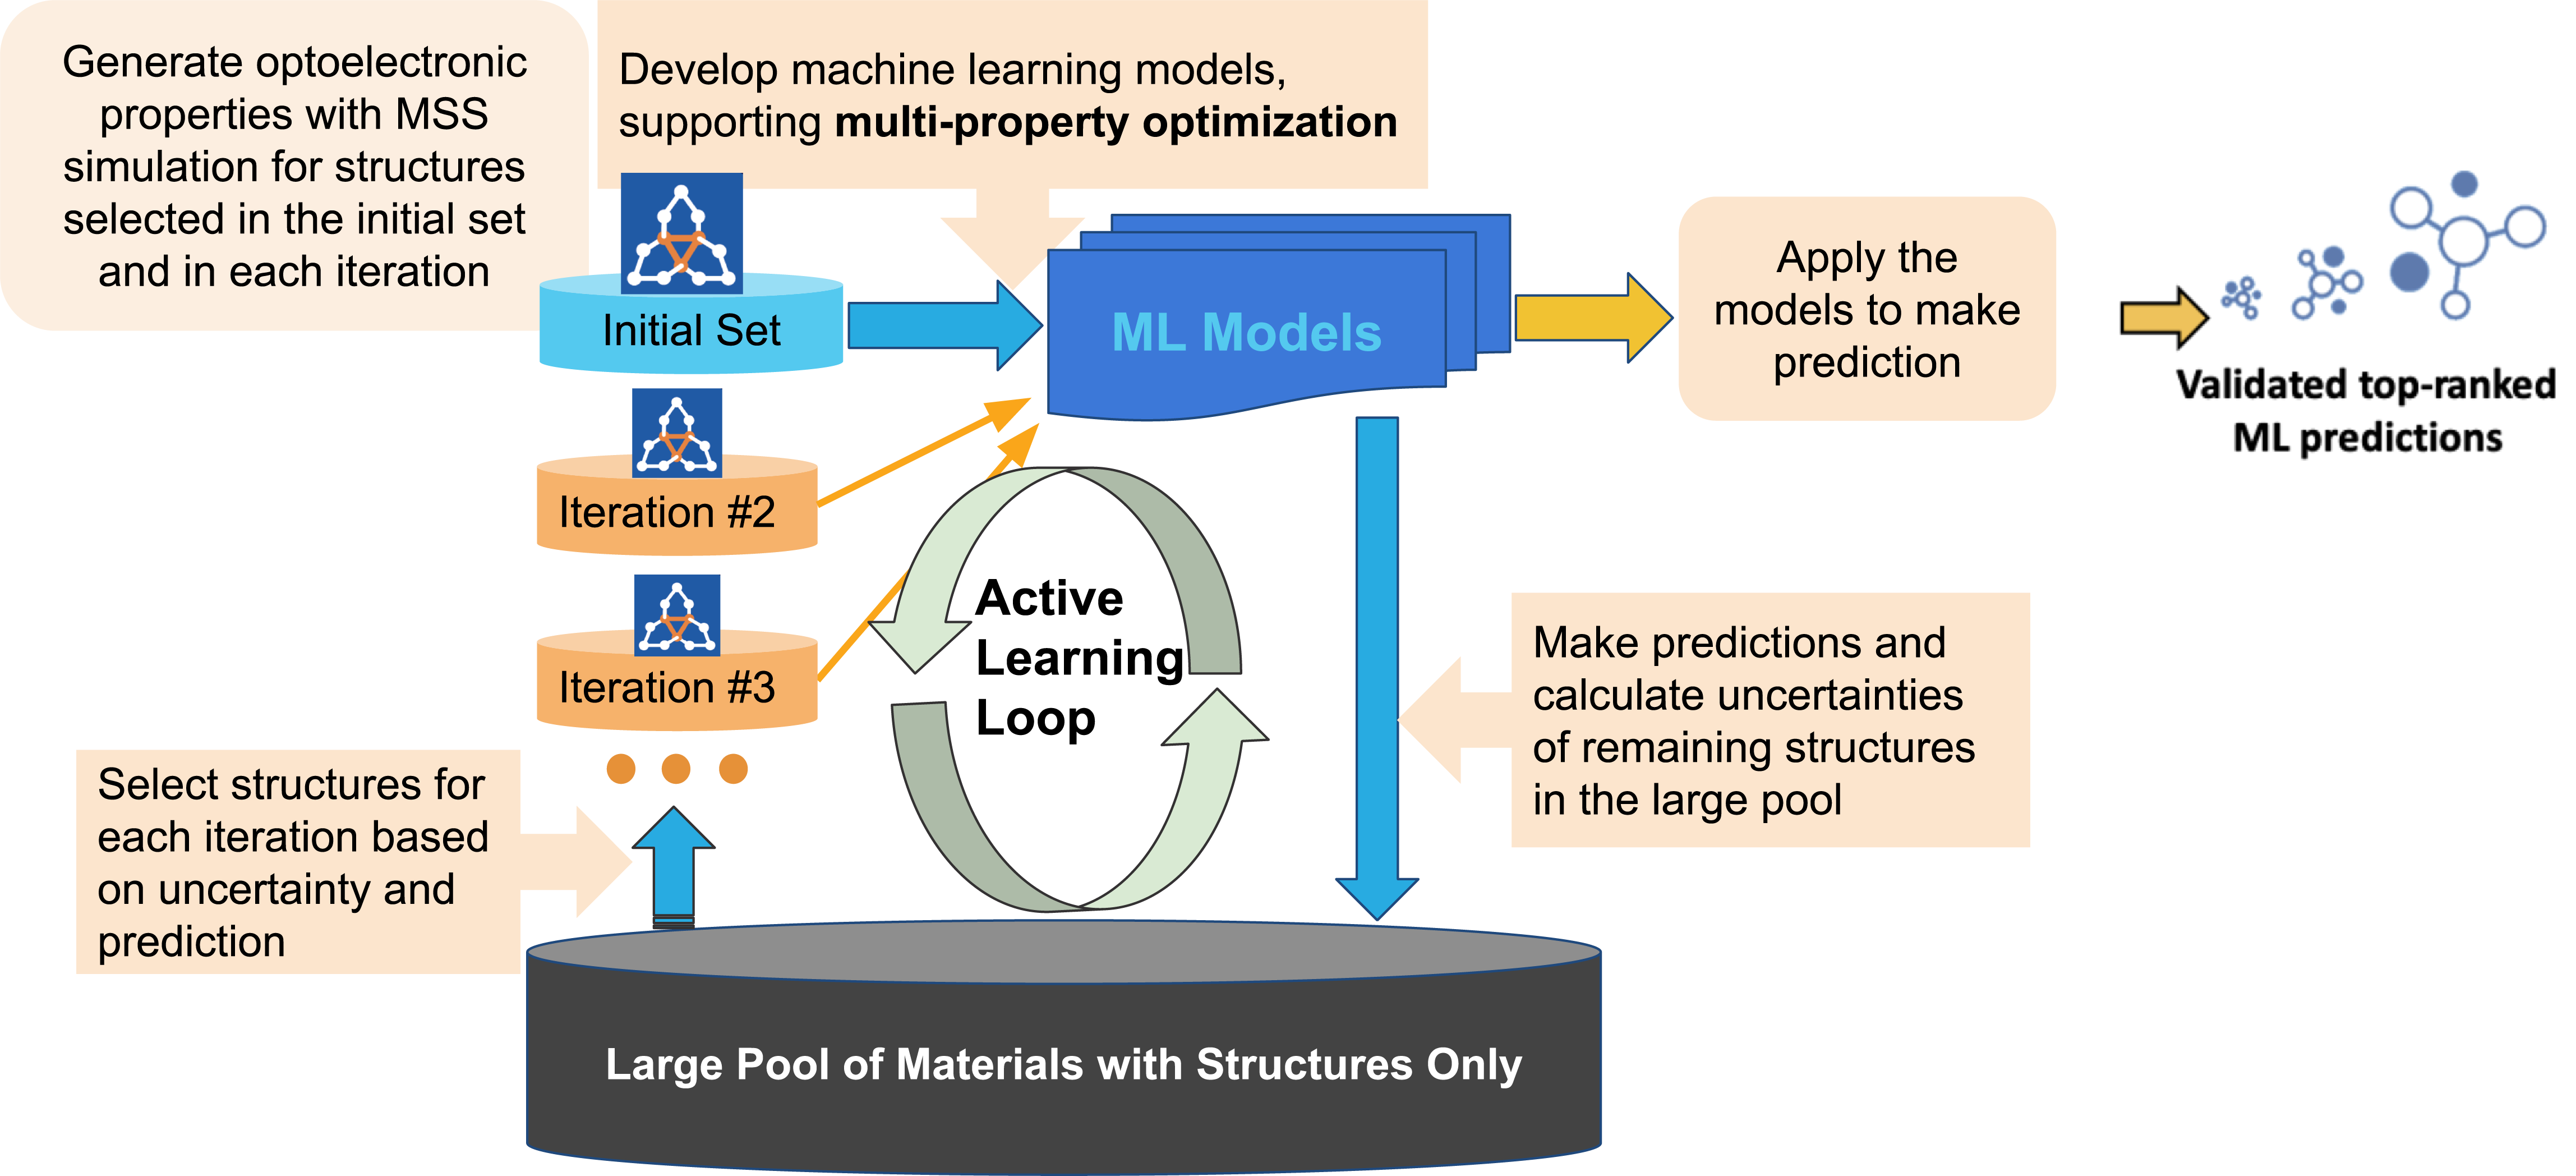 Generate optoelectronic
properties with MSS
simulation for structures
selected in the initial set
and in each iteration
Develop machine learning models,
supporting multi-property optimization
Initial Set
ML Models
Apply the
models to make
prediction
Validated top-ranked
ML predictions
Iteration #2
Iteration #3
Active
Learning
Loop
Make predictions and
calculate uncertainties
of remaining structures
in the large pool
Select structures for
each iteration based
on uncertainty and
prediction
Large Pool of Materials with Structures Only